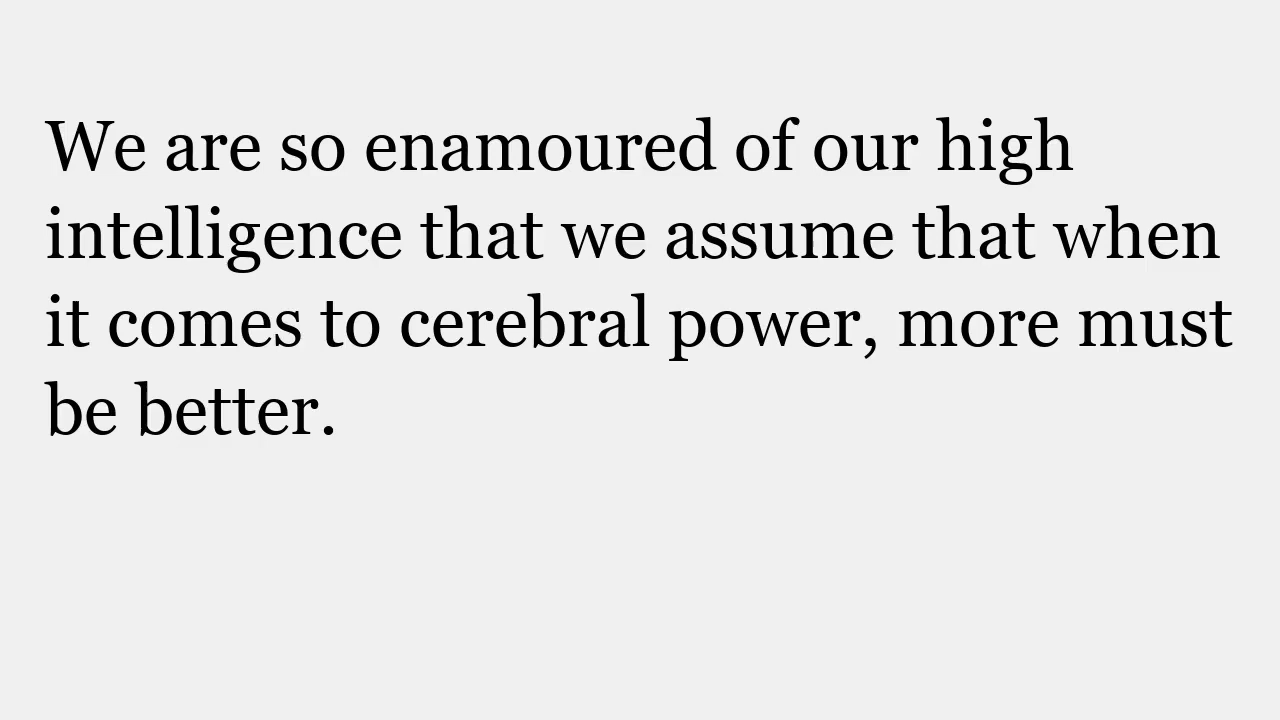 We are so enamoured of our high
intelligence that we assume that when
it comes to cerebral power, more must
be better.